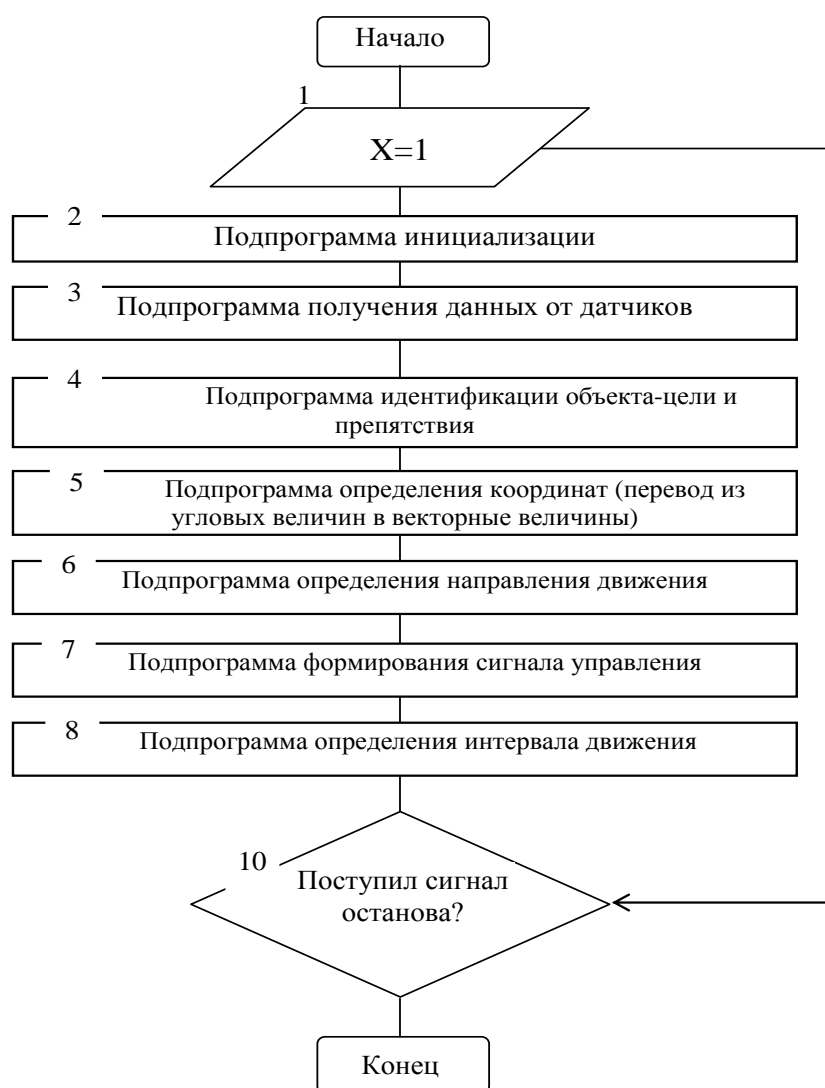 Начало
1
X=1
2
Подпрограмма инициализации
3
Подпрограмма получения данных от датчиков
4
Подпрограмма идентификации объекта-цели и
препятствия
5
Подпрограмма определения координат (перевод из
угловых величин в векторные величины)
6
Подпрограмма определения направления движения
7
Подпрограмма формирования сигнала управления
8
Подпрограмма определения интервала движения
10
Поступил сигнал
останова?
Конец